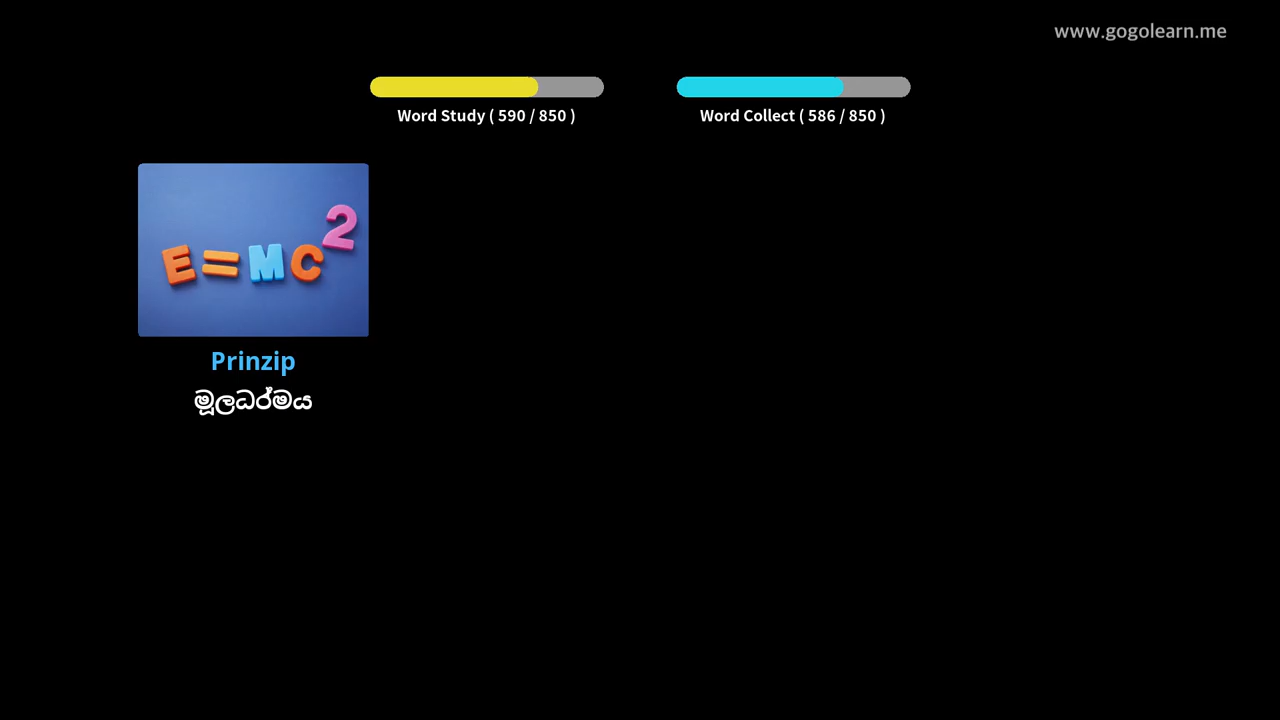 www.gogolearn.me
Word Study ( 590 / 850 )
Word Collect ( 586 / 850 )
E=MC²
Prinzip
මූලධර්මය